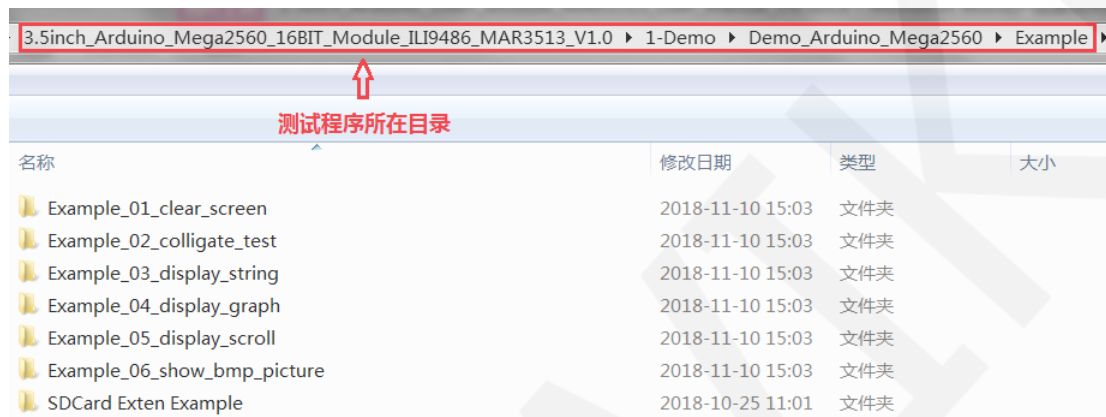 3.5inch_Arduino_Mega2560_16BIT_Module_ILI9486_MAR3513_V1.0 ▸ 1-Demo ▸ Demo_Arduino_Mega2560 ▸ Example ▸
测试程序所在目录
名称 修改日期 类型 大小
Example_01_clear_screen 2018-11-10 15:03 文件夹
Example_02_colligate_test 2018-11-10 15:03 文件夹
Example_03_display_string 2018-11-10 15:03 文件夹
Example_04_display_graph 2018-11-10 15:03 文件夹
Example_05_display_scroll 2018-11-10 15:03 文件夹
Example_06_show_bmp_picture 2018-11-10 15:03 文件夹
SDCard Exten Example 2018-10-25 11:01 文件夹